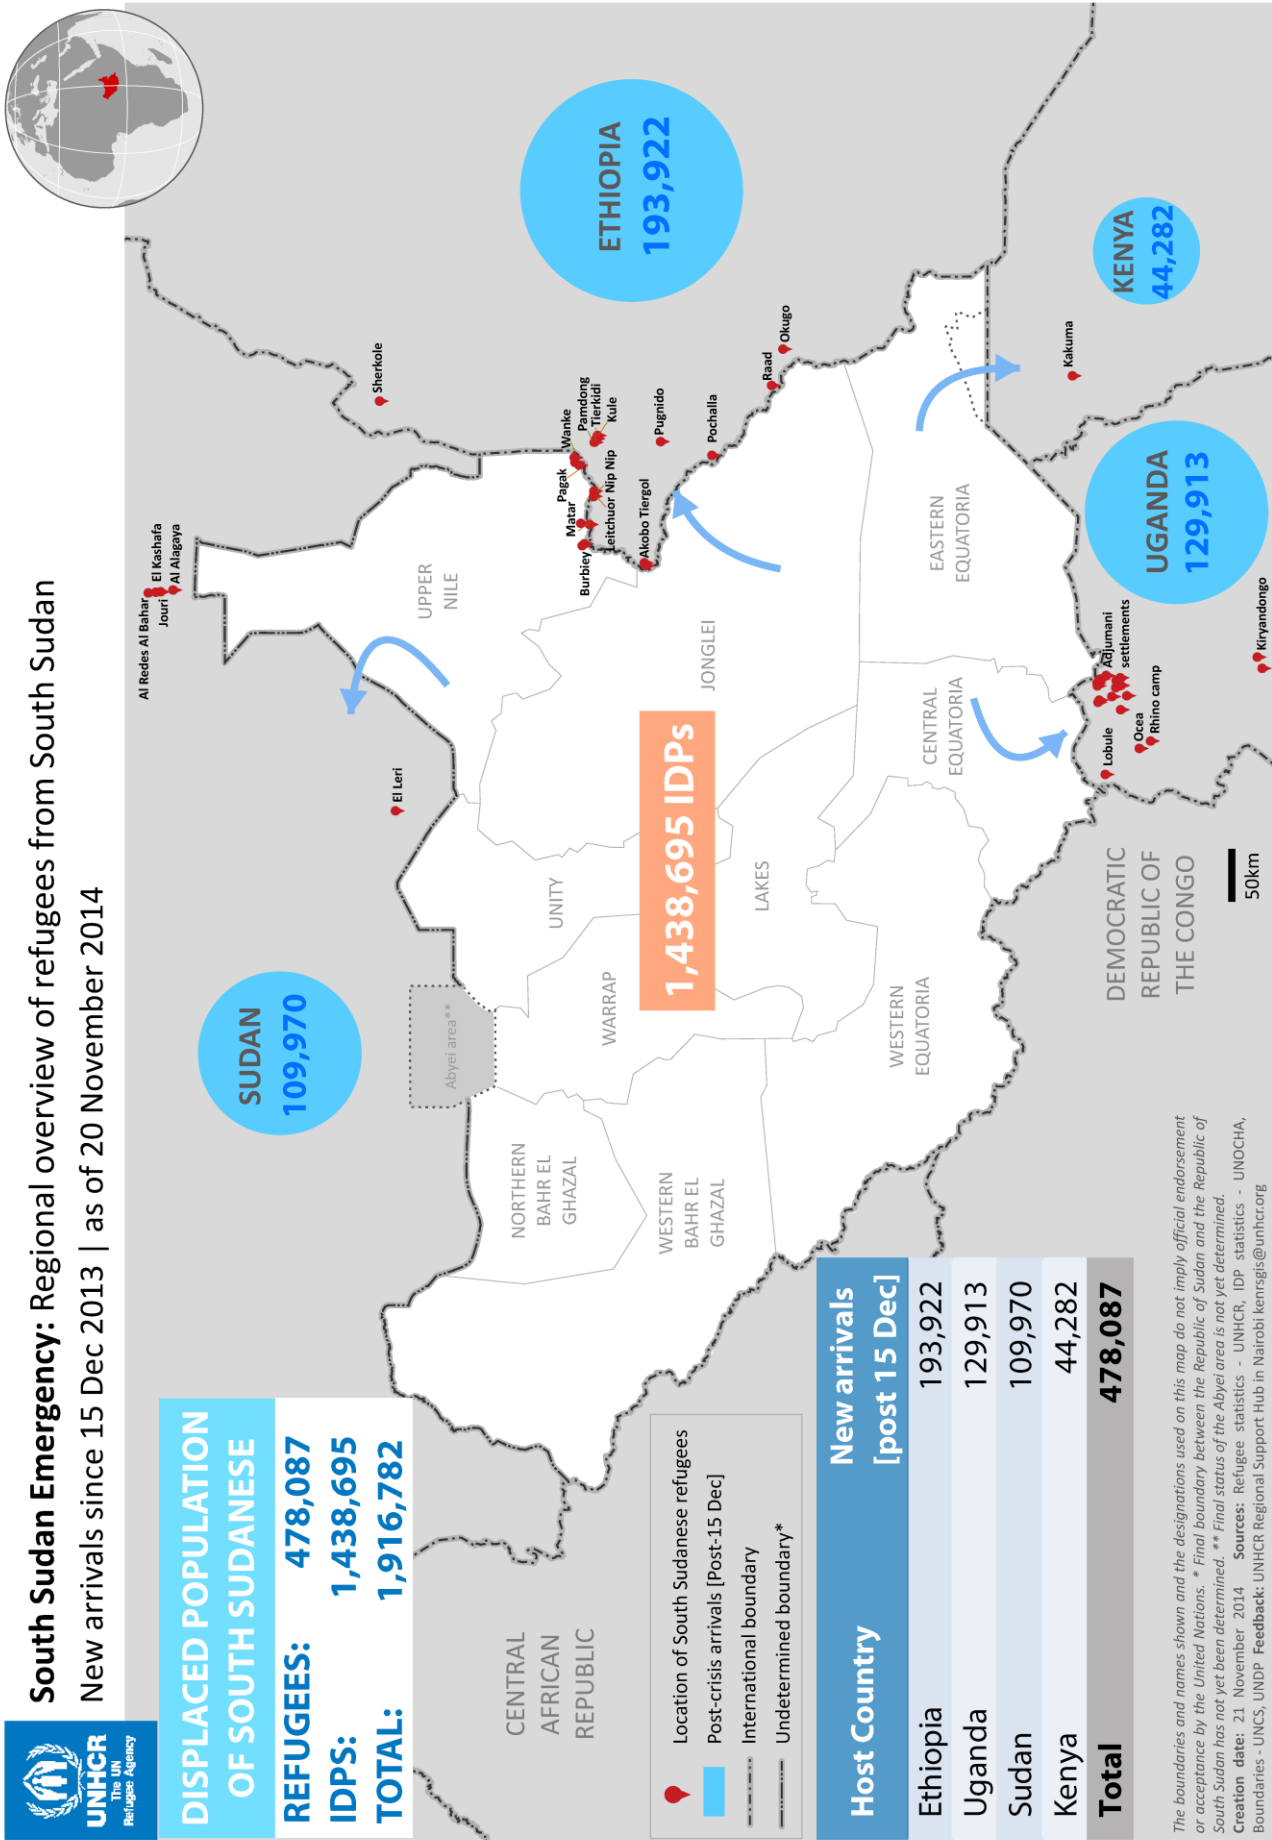 South Sudan Emergency: Regional overview of refugees from South Sudan
New arrivals since 15 Dec 2013 | as of 20 November 2014
UNHCR
The UN
Refugee Agency
DISPLACED POPULATION
OF SOUTH SUDANESE
REFUGEES: 478,087
IDPS: 1,438,695
TOTAL: 1,916,782
SUDAN
109,970
Al Redes Al Bahar
El Kashafa
Jouri
Al Alagaya
El Leri
Abyei area**
UPPER
NILE
Sherkole
ETHIOPIA
193,922
Wanke
Pamdong
Tierkidi
Kule
Pagak
Matar
Nip Nip
Leitchuor
Burbiey
Pugnido
Akobo Tiergol
Pochalla
Raad
Okugo
NORTHERN
BAHR EL
GHAZAL
WESTERN
BAHR EL
GHAZAL
WARRAP
UNITY
JONGLEI
1,438,695 IDPs
LAKES
WESTERN
EQUATORIA
CENTRAL
EQUATORIA
EASTERN
EQUATORIA
KENYA
44,282
Kakuma
UGANDA
129,913
Adjumani
settlements
Lobule
Ocea
Rhino camp
Kiryandongo
CENTRAL
AFRICAN
REPUBLIC
DEMOCRATIC
REPUBLIC OF
THE CONGO
50km
Location of South Sudanese refugees
Post-crisis arrivals [Post-15 Dec]
International boundary
Undetermined boundary*
Host Country New arrivals
[post 15 Dec]
Ethiopia 193,922
Uganda 129,913
Sudan 109,970
Kenya 44,282
Total 478,087
The boundaries and names shown and the designations used on this map do not imply official endorsement
or acceptance by the United Nations. * Final boundary between the Republic of Sudan and the Republic of
South Sudan has not yet been determined. ** Final status of the Abyei area is not yet determined.
Creation date: 21 November 2014 Sources: Refugee statistics - UNHCR, IDP statistics - UNOCHA,
Boundaries - UNCS, UNDP Feedback: UNHCR Regional Support Hub in Nairobi kenrsgis@unhcr.org